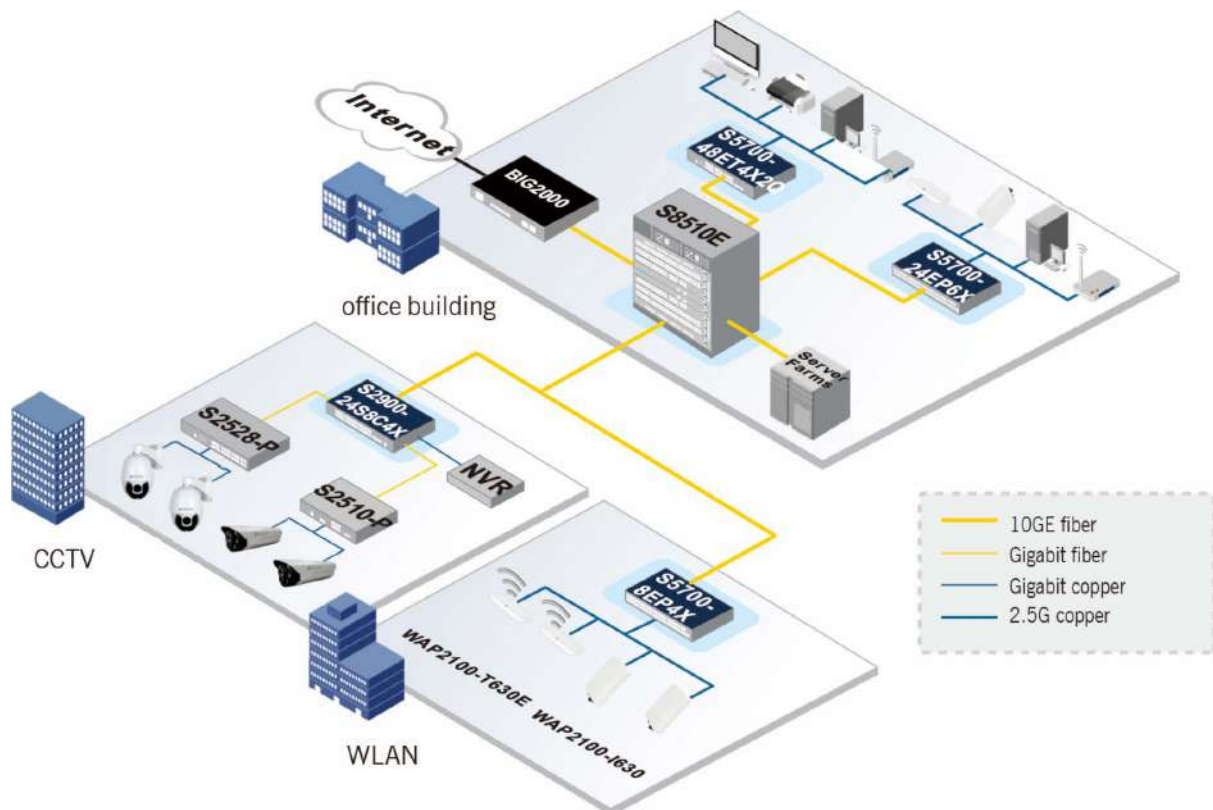 Internet
BIG2000
S5700-
48ET4X2Q
S8510E
S5700-
24EP6X
Server
Farms
office building
S2900-
24S8C4X
S2528-P
S2510-P
NVR
CCTV
S5700-
8EP4X
WAP2100-T630E
WAP2100-I630
WLAN
10GE fiber
Gigabit fiber
Gigabit copper
2.5G copper